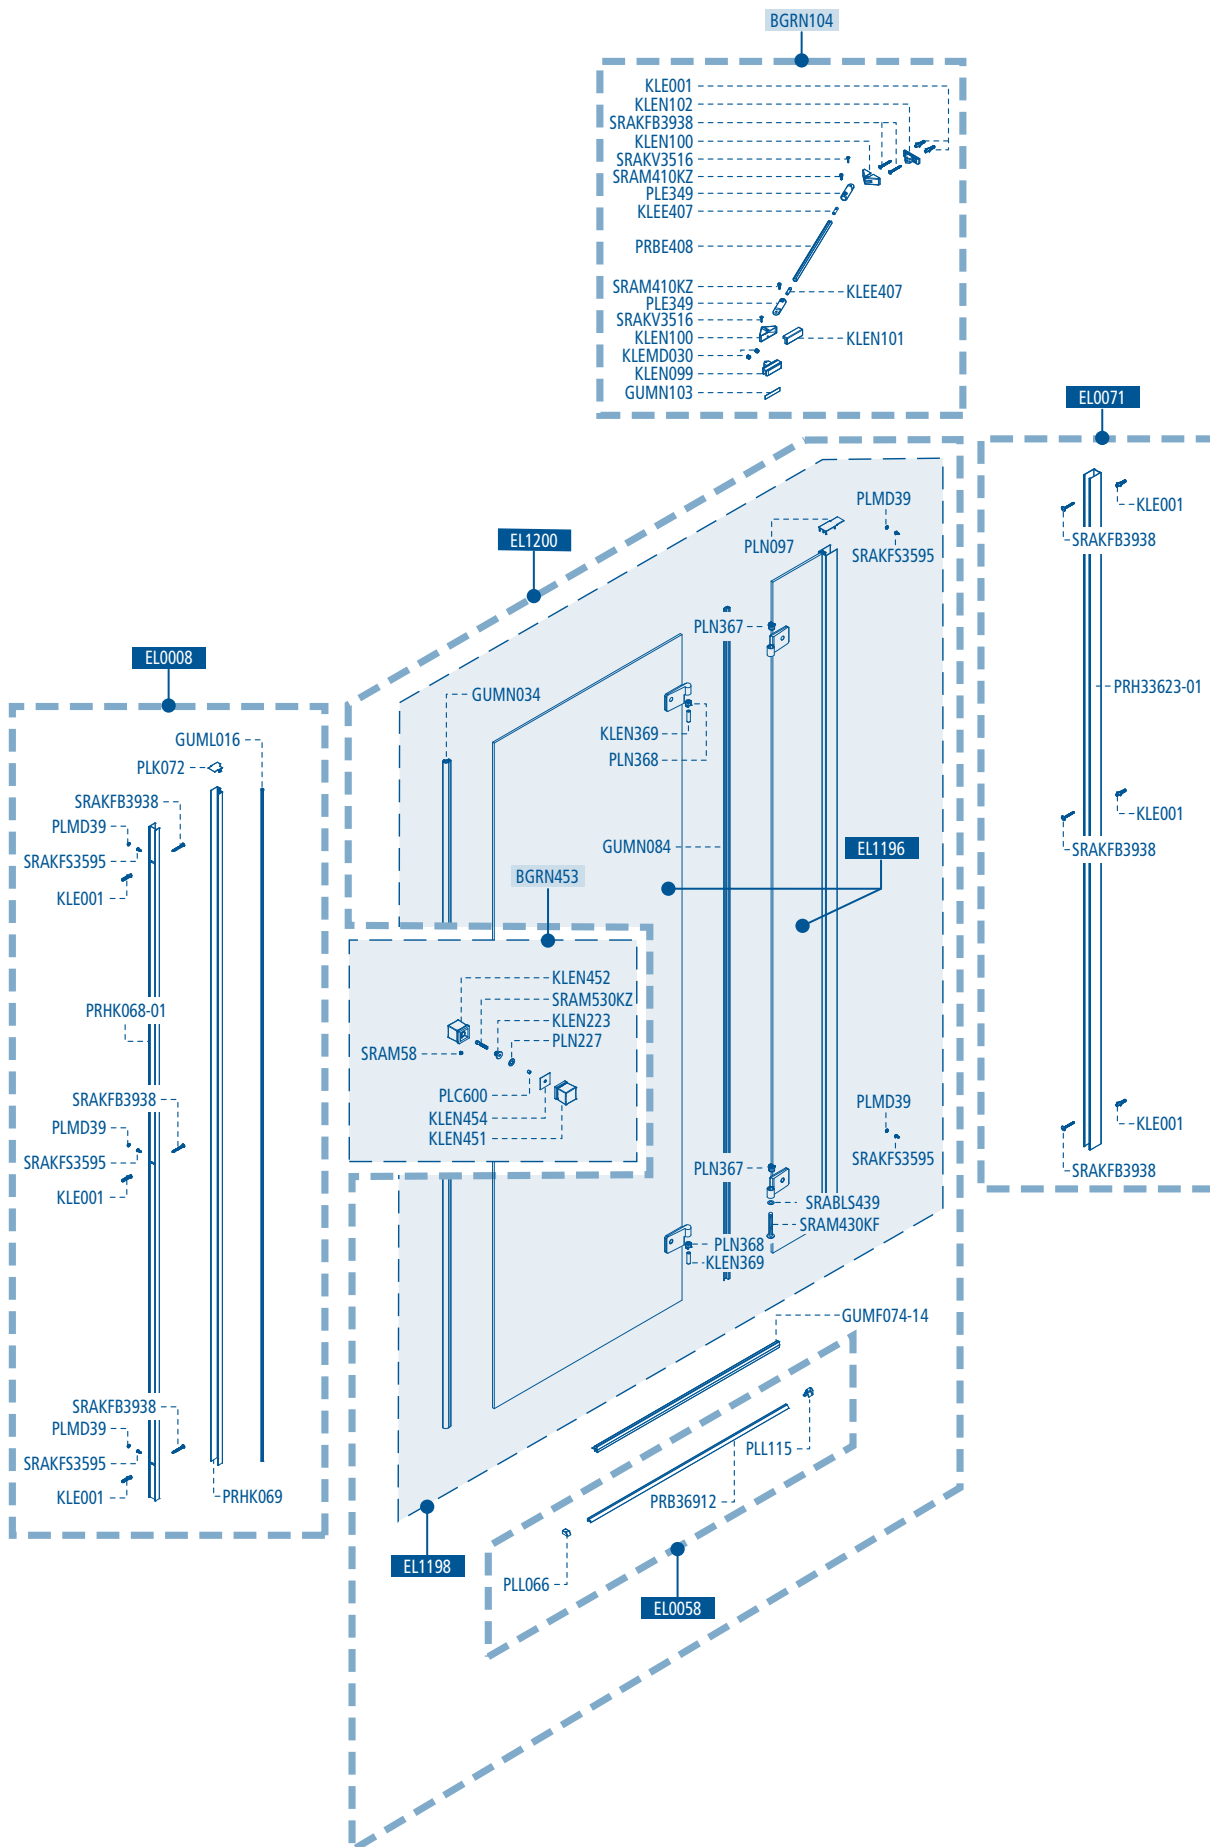 BGRN104
KLE001
KLEN102
SRAKFB3938
KLEN100
SRAKV3516
SRAM410KZ
PLE349
KLEE407
PRBE408
SRAM410KZ
KLEE407
PLE349
SRAKV3516
KLEN100
KLEN101
KLEMD030
KLEN099
GUMN103
EL0071
KLE001
SRAKFB3938
PRH33623-01
KLE001
SRAKFB3938
KLE001
SRAKFB3938
EL1200
PLMD39
PLN097
SRAKFS3595
PLN367
GUMN034
KLEN369
PLN368
GUMN084
EL1196
BGRN453
KLEN452
SRAM530KZ
KLEN223
PLN227
SRAM58
PLC600
KLEN454
KLEN451
PLMD39
SRAKFS3595
PLN367
SRABLS439
SRAM430KF
PLN368
KLEN369
GUMF074-14
PLL115
PRB36912
PLL066
EL1198
EL0058
EL0008
GUML016
PLK072
SRAKFB3938
PLMD39
SRAKFS3595
KLE001
PRHK068-01
SRAKFB3938
PLMD39
SRAKFS3595
KLE001
SRAKFB3938
PLMD39
SRAKFS3595
KLE001
PRHK069